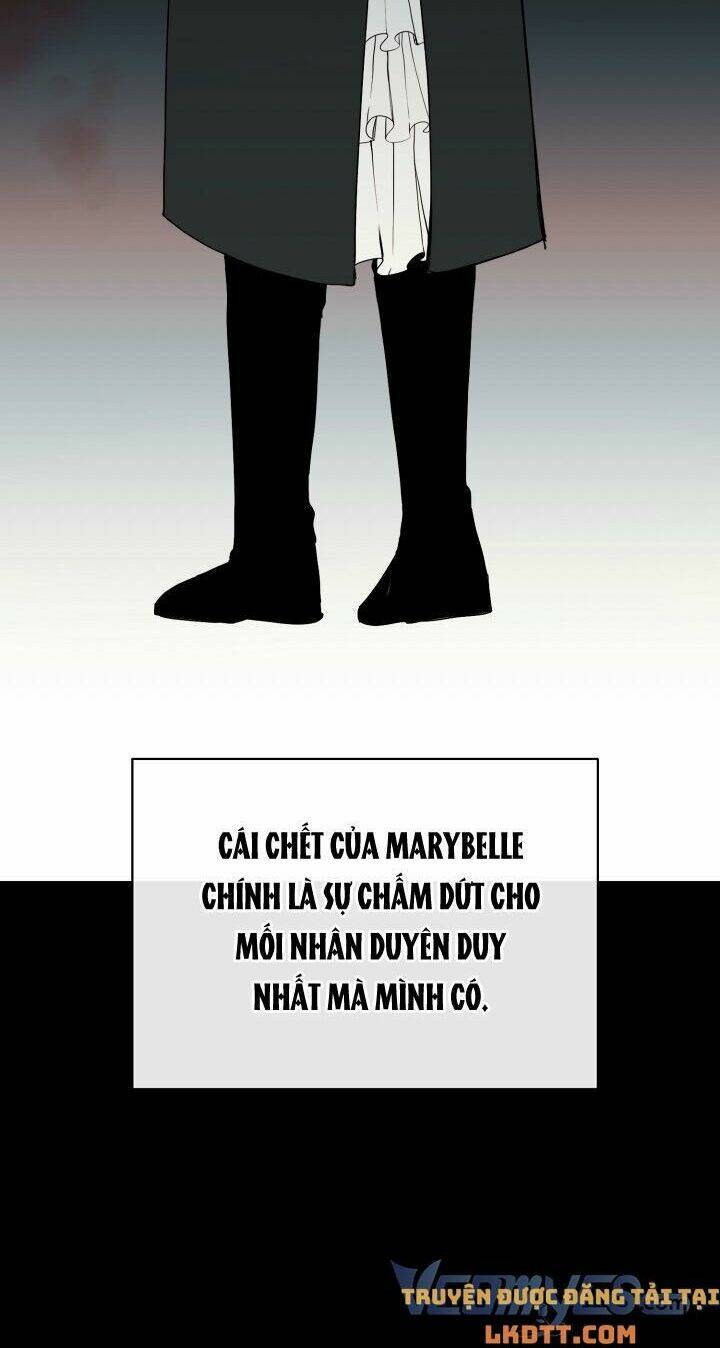 CÁI CHẾT CỦA MARYBELLE
CHÍNH LÀ SỰ CHẤM DỨT CHO
MỐI NHÂN DUYÊN DUY
NHẤT MÀ MÌNH CÓ.
TRUYỆN ĐƯỢC ĐĂNG TẢI TẠI
LKDTT.COM